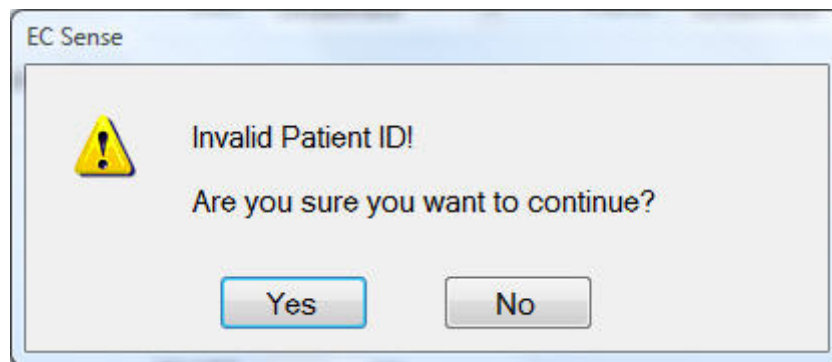 EC Sense
Invalid Patient ID!
Are you sure you want to continue?
Yes
No